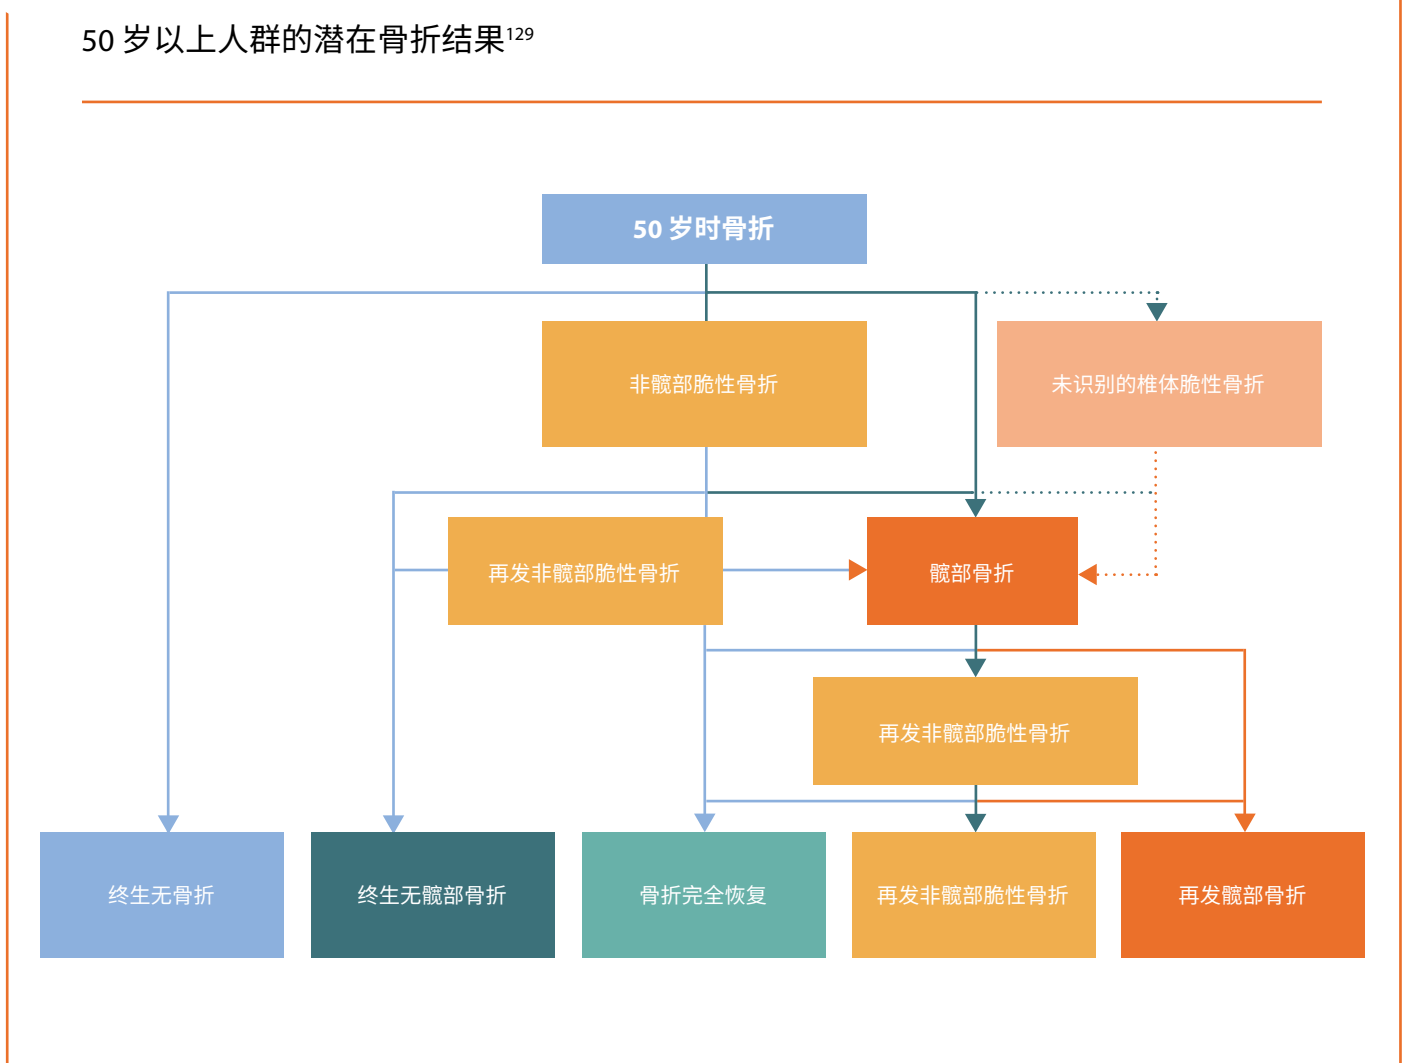 50 岁以上人群的潜在骨折结果129
50 岁时骨折
非髋部脆性骨折
未识别的椎体脆性骨折
再发非髋部脆性骨折
髋部骨折
再发非髋部脆性骨折
终生无骨折
终生无髋部骨折
骨折完全恢复
再发非髋部脆性骨折
再发髋部骨折